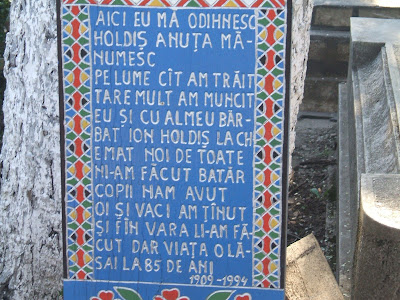 AICI EU MĂ ODIHNESC
HOLDIȘ ANUȚA MĂ-
NUMESC
PE LUME CÎT AM TRĂIT
TARE MULT AM MUNCIT
EU ȘI CU ALMEU BĂR-
BAT ION HOLDIȘ LA CHI
EMAT NOI DE TOATE
NI-AM FĂCUT BATĂR
COPII NAM AVUT
OI ȘI VACI AM ȚINUT
ȘI FÎN VARA LI-AM FĂ-
CUT DAR VIAȚA O LĂ-
SAI LA 85 DE ANI
1909-1994